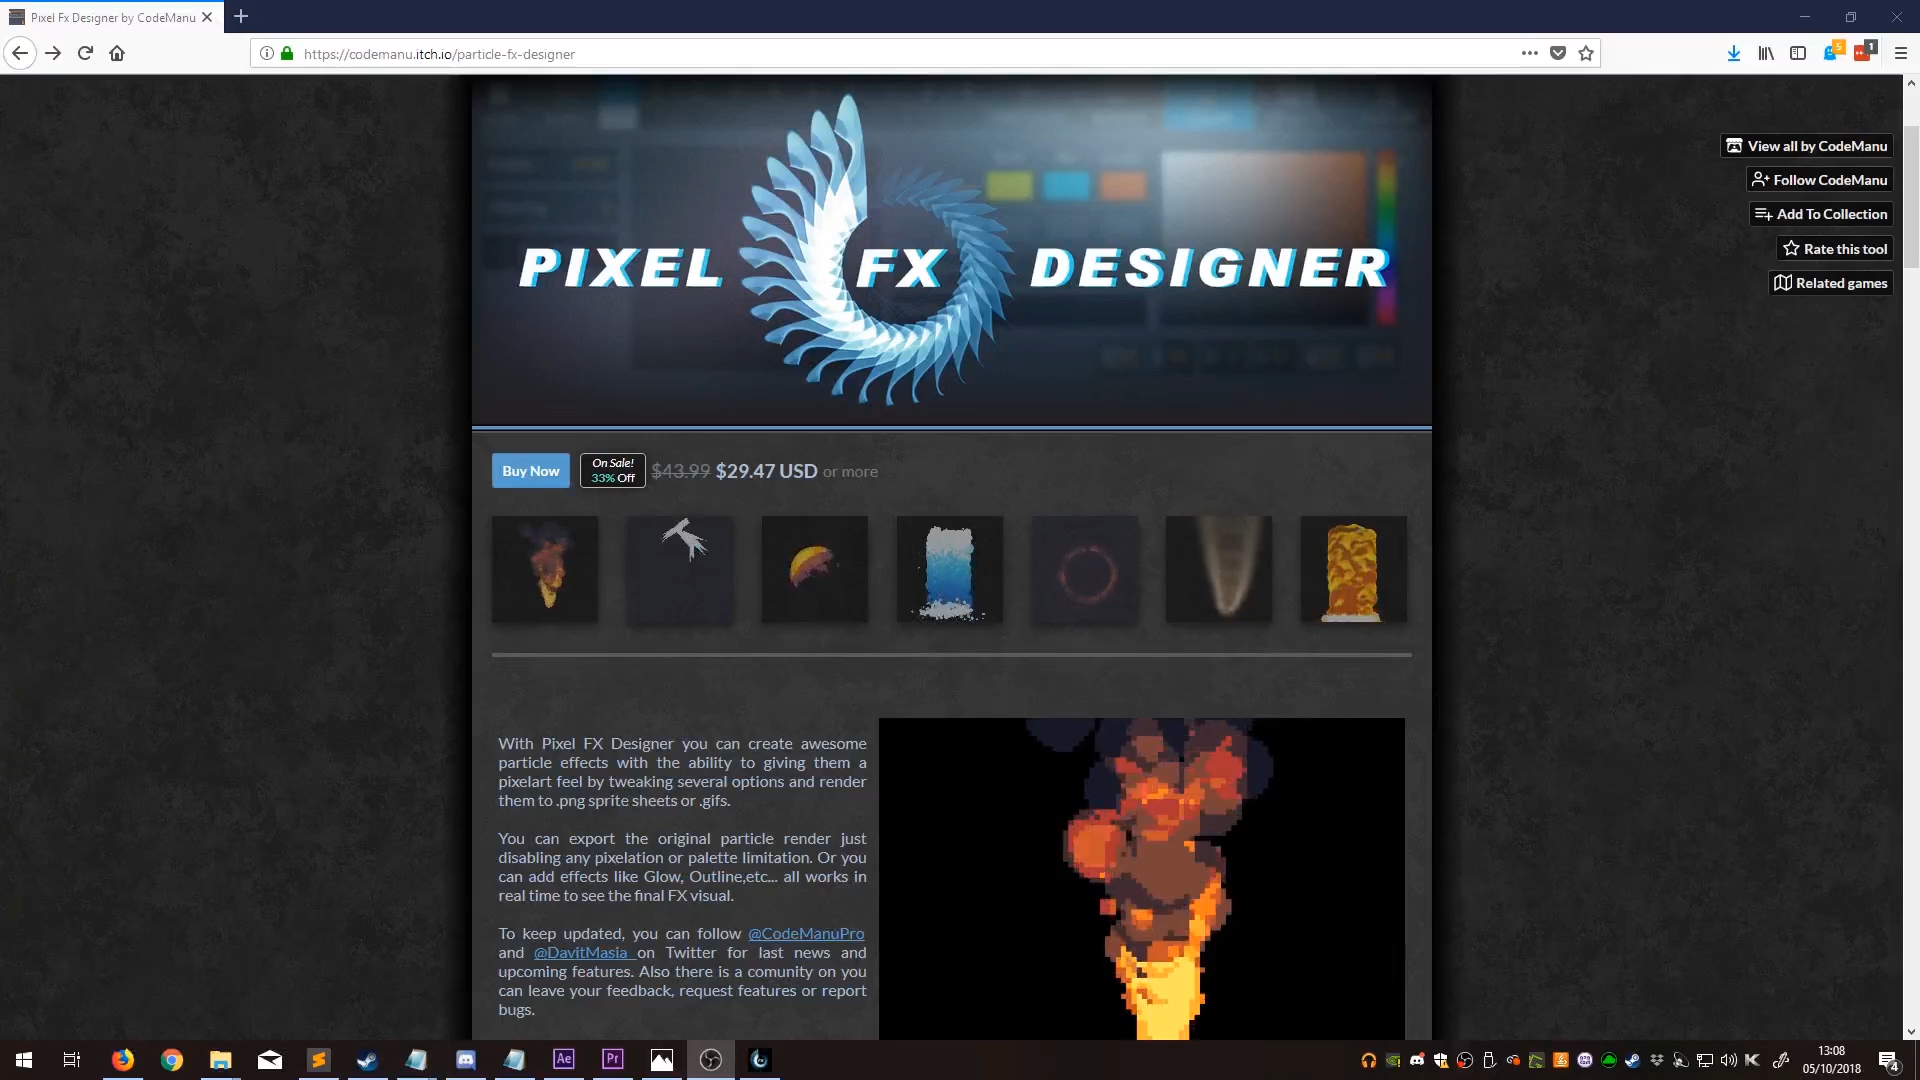 Pixel Fx Designer by CodeManu
https://codemanu.itch.io/particle-fx-designer
5
1
View all by CodeManu
Follow CodeManu
Add To Collection
Rate this tool
Related games
PIXEL FX DESIGNER
Buy Now
On Sale!
33% Off
$43.99 $29.47 USD or more
With Pixel FX Designer you can create awesome
particle effects with the ability to giving them a
pixelart feel by tweaking several options and render
them to .png sprite sheets or .gifs.
You can export the original particle render just
disabling any pixelation or palette limitation. Or you
can add effects like Glow, Outline,etc... all works in
real time to see the final FX visual.
To keep updated, you can follow @CodeManuPro
and @DavitMasia on Twitter for last news and
upcoming features. Also there is a comunity on you
can leave your feedback, request features or report
bugs.
Ae
Pr
13:08
05/10/2018
4